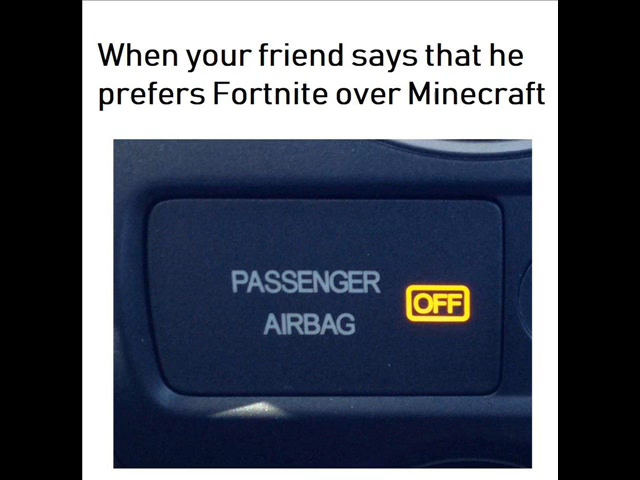 When your friend says that he
prefers Fortnite over Minecraft
PASSENGER
AIRBAG
OFF